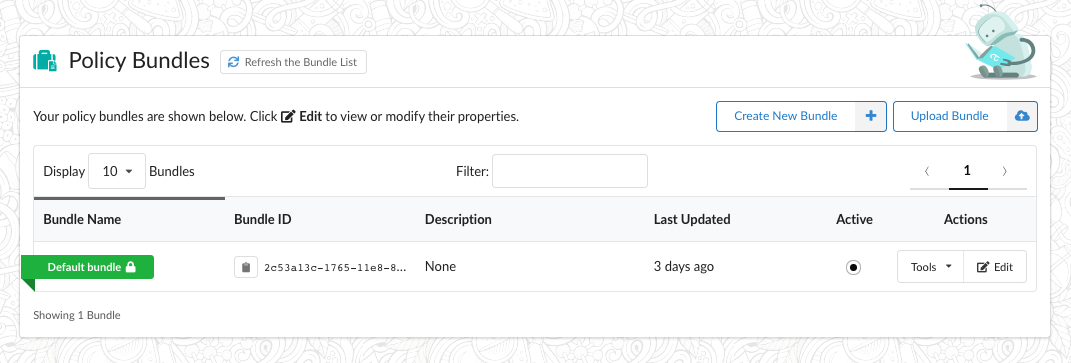 Policy Bundles Refresh the Bundle List
Your policy bundles are shown below. Click Edit to view or modify their properties. Create New Bundle Upload Bundle
Display 10 Bundles Filter: 1
Bundle Name Bundle ID Description Last Updated Active Actions
Default bundle 2c53a13c-1765-11e8-8... None 3 days ago Tools Edit
Showing 1 Bundle